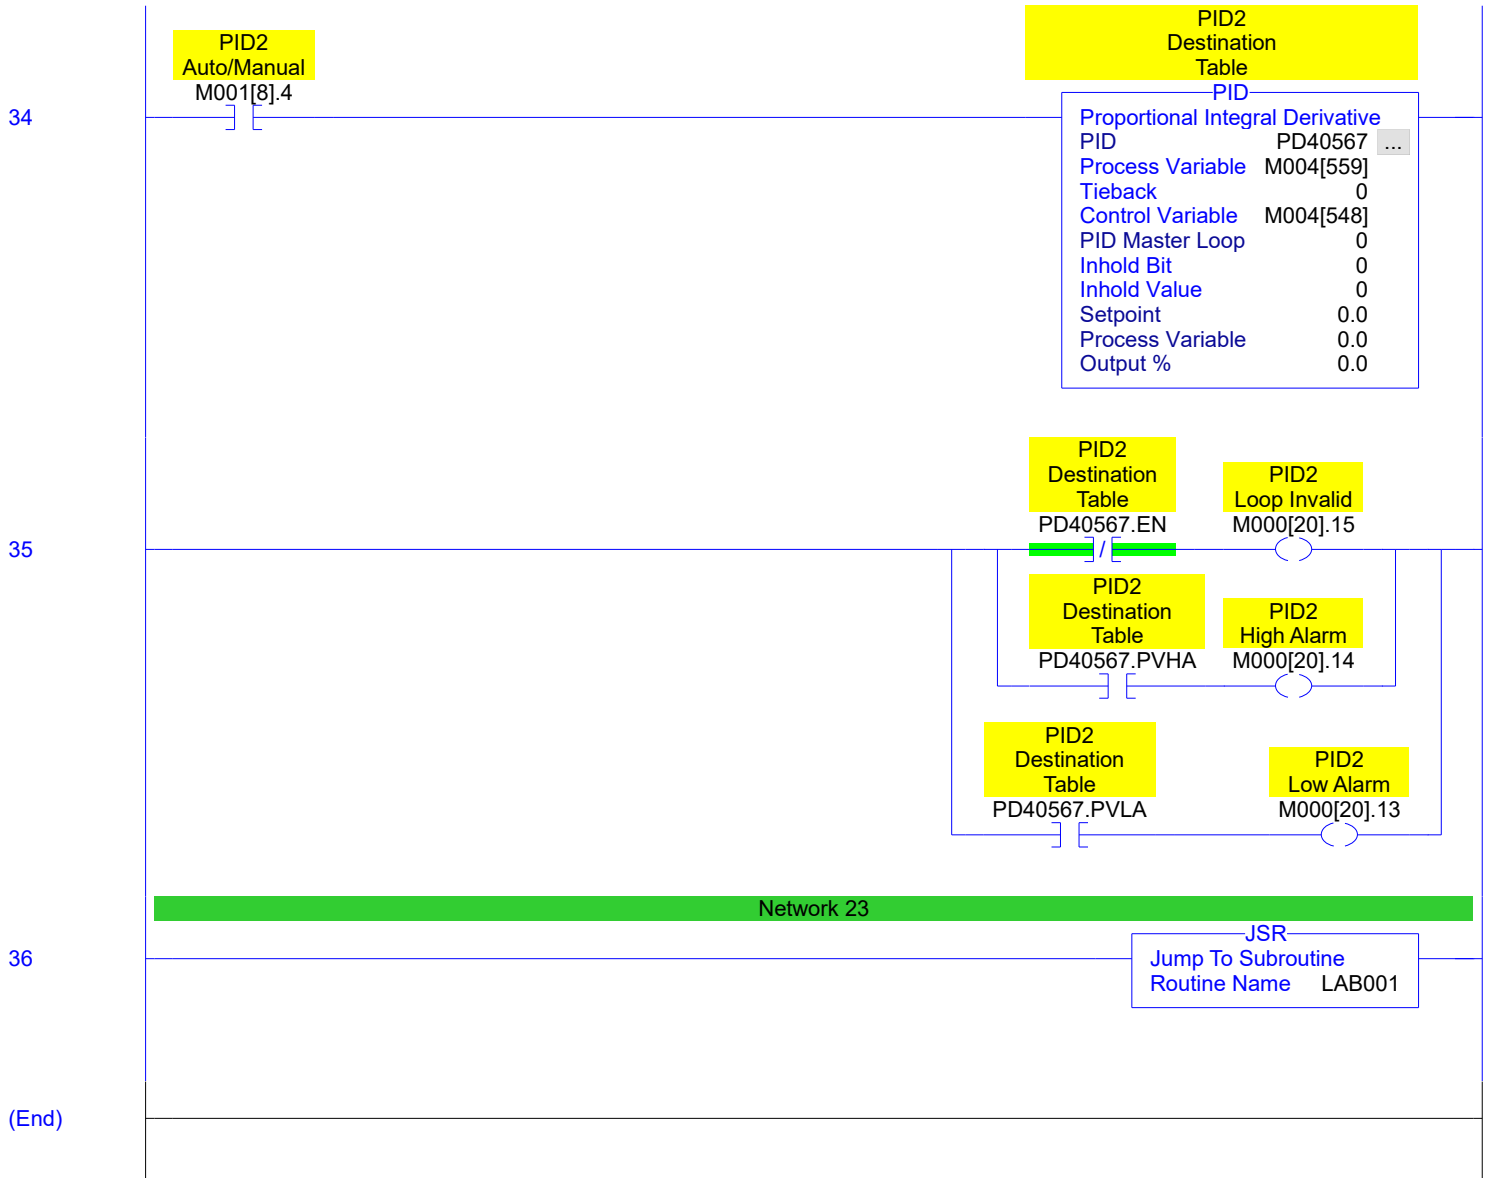 PID2
Auto/Manual
M001[8].4
34
PID2
Destination
Table
PID
Proportional Integral Derivative
PID PD40567 ...
Process Variable M004[559]
Tieback 0
Control Variable M004[548]
PID Master Loop 0
Inhold Bit 0
Inhold Value 0
Setpoint 0.0
Process Variable 0.0
Output % 0.0
35
PID2
Destination
Table
PD40567.EN
/
PID2
Loop Invalid
M000[20].15
PID2
Destination
Table
PD40567.PVHA
PID2
High Alarm
M000[20].14
PID2
Destination
Table
PD40567.PVLA
PID2
Low Alarm
M000[20].13
Network 23
36
JSR
Jump To Subroutine
Routine Name LAB001
(End)